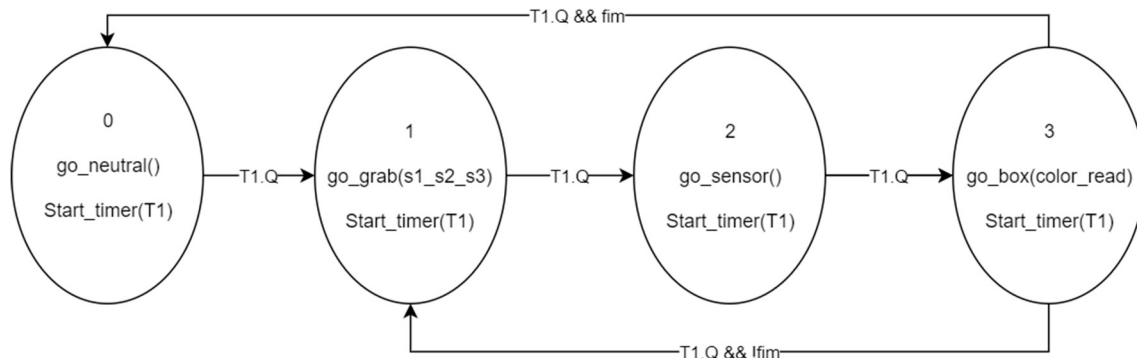 T1.Q && fim
0
go_neutral()
Start_timer(T1)
T1.Q
1
go_grab(s1_s2_s3)
Start_timer(T1)
T1.Q
2
go_sensor()
Start_timer(T1)
T1.Q
3
go_box(color_read)
Start_timer(T1)
T1.Q && !fim